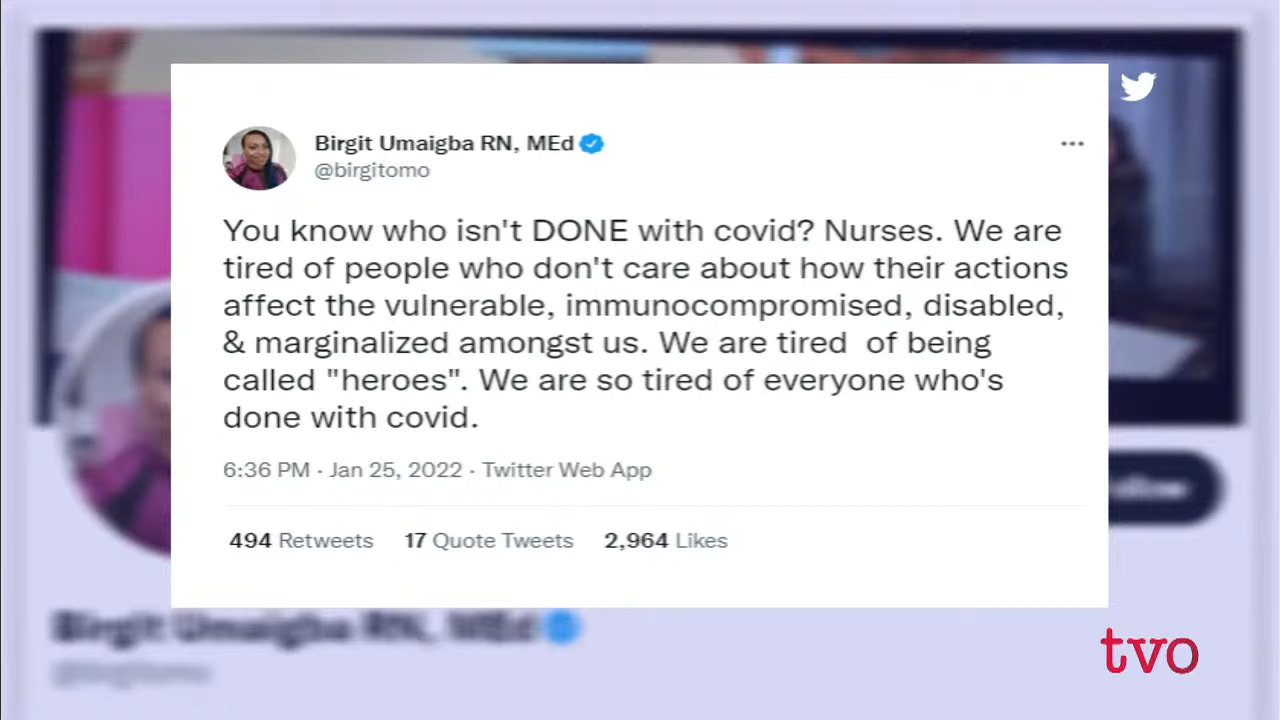 Birgit Umaigba RN, MEd
@birgitomo
You know who isn't DONE with covid? Nurses. We are
tired of people who don't care about how their actions
affect the vulnerable, immunocompromised, disabled,
& marginalized amongst us. We are tired  of being
called "heroes". We are so tired of everyone who's
done with covid.
6:36 PM · Jan 25, 2022 · Twitter Web App
494 Retweets 17 Quote Tweets 2,964 Likes
Birgit Umaigba RN, MEd
@birgitomo
tvo